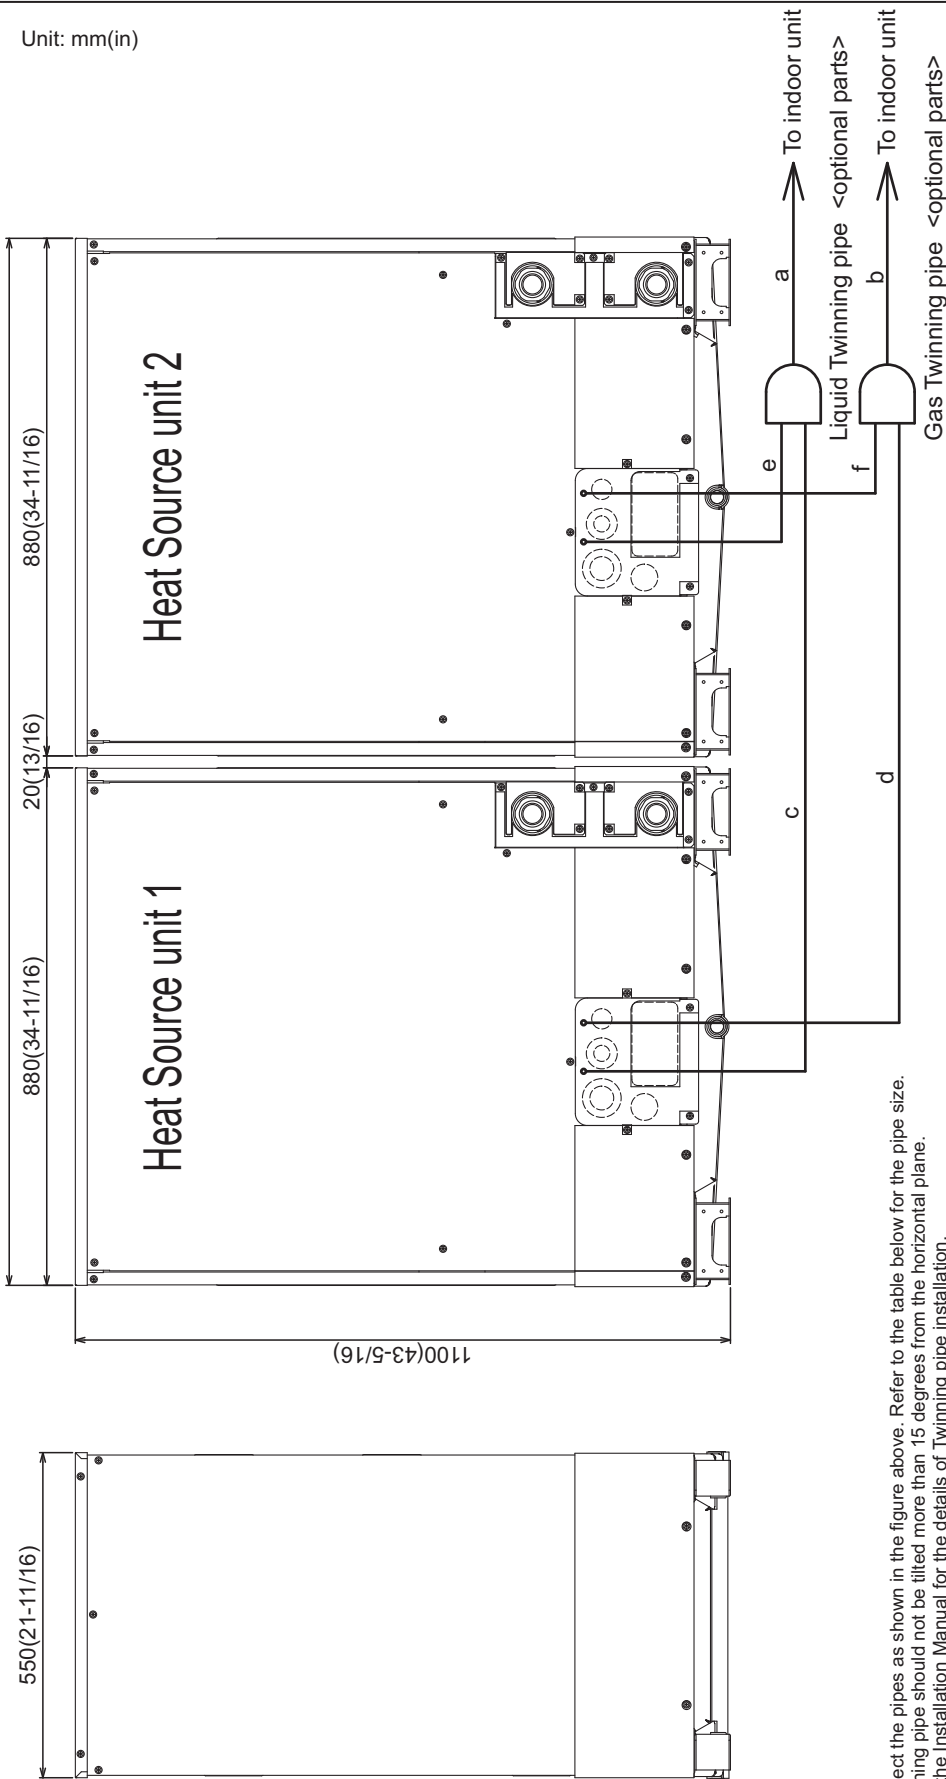 Unit: mm(in)
880(34-11/16)
20(13/16)
880(34-11/16)
550(21-11/16)
1100(43-5/16)
Heat Source unit 1
Heat Source unit 2
To indoor unit
a
Liquid Twinning pipe <optional parts>
To indoor unit
b
Gas Twinning pipe <optional parts>
e
f
c
d
ect the pipes as shown in the figure above. Refer to the table below for the pipe size.
ning pipe should not be tilted more than 15 degrees from the horizontal plane.
the Installation Manual for the details of Twinning pipe installation.